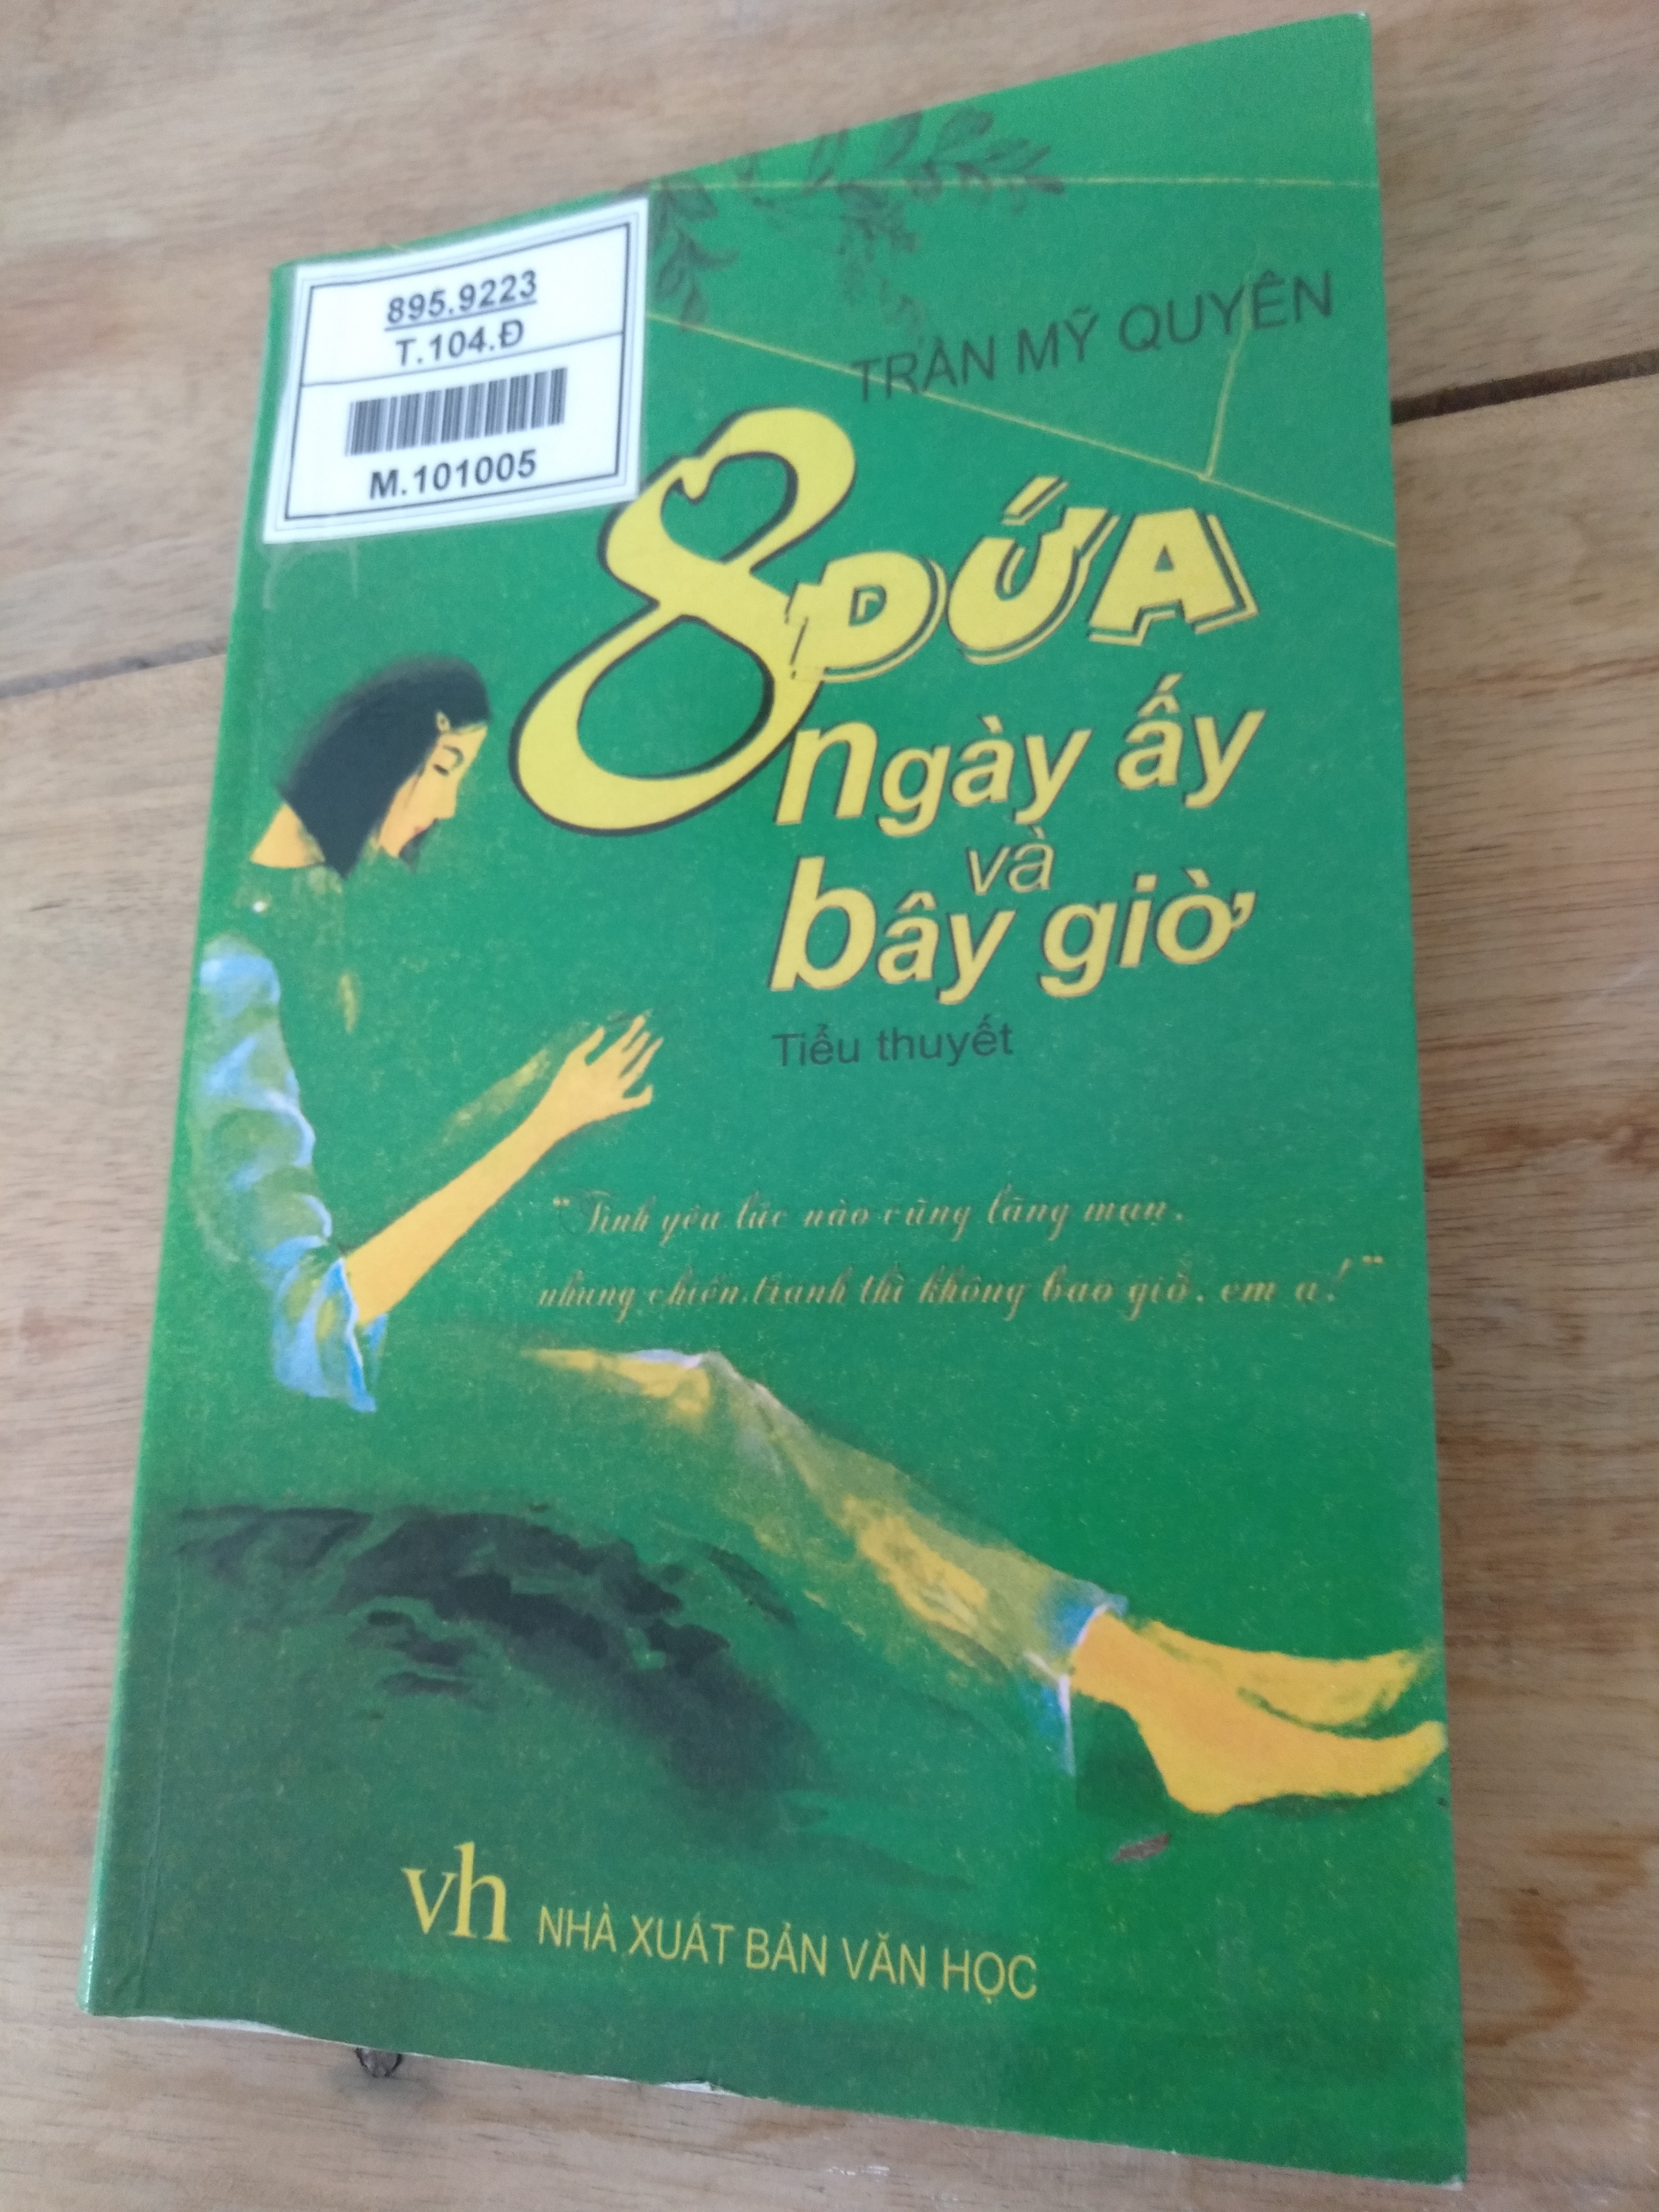 895.9223
T.104.Đ
M.101005
TRẦN MỸ QUYÊN
8 ĐỨA
ngày ấy
và
bây giờ
Tiểu thuyết
"Tình yêu lúc nào cũng lãng mạn,
nhưng chiến tranh thì không bao giờ, em ạ!"
vh NHÀ XUẤT BẢN VĂN HỌC